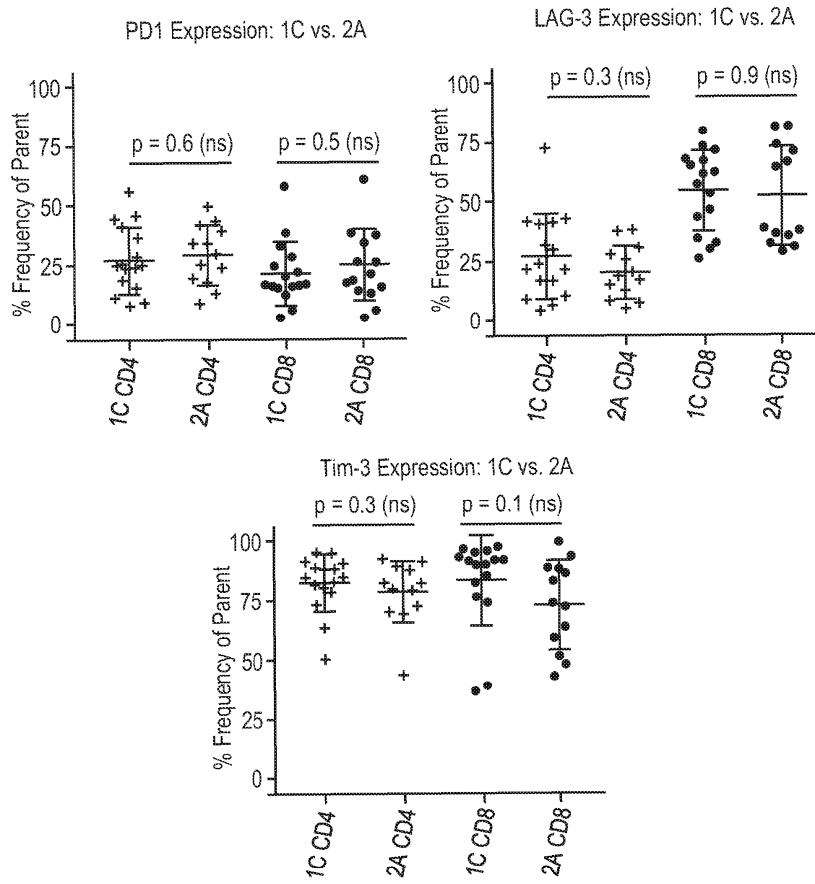 PD1 Expression: 1C vs. 2A
% Frequency of Parent
100
75
50
25
0
p = 0.6 (ns)
p = 0.5 (ns)
1C CD4
2A CD4
1C CD8
2A CD8
LAG-3 Expression: 1C vs. 2A
% Frequency of Parent
100
75
50
25
0
p = 0.3 (ns)
p = 0.9 (ns)
1C CD4
2A CD4
1C CD8
2A CD8
Tim-3 Expression: 1C vs. 2A
% Frequency of Parent
100
75
50
25
0
p = 0.3 (ns)
p = 0.1 (ns)
1C CD4
2A CD4
1C CD8
2A CD8